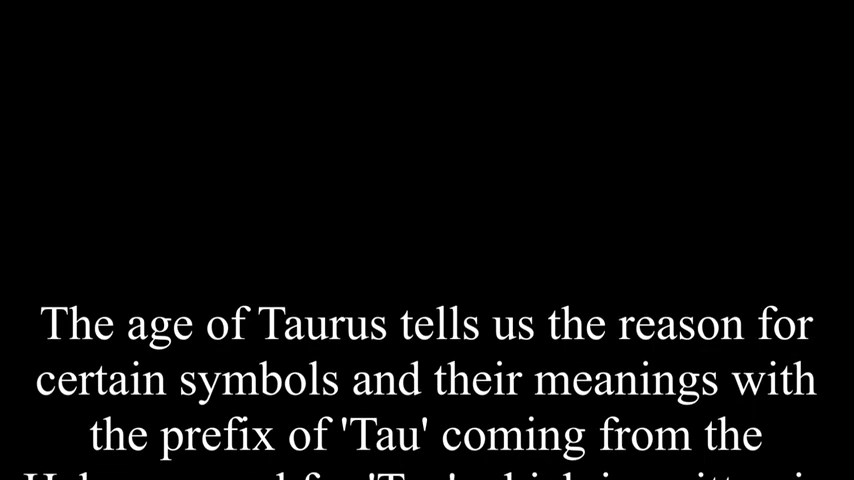 The age of Taurus tells us the reason for
certain symbols and their meanings with
the prefix of 'Tau' coming from the